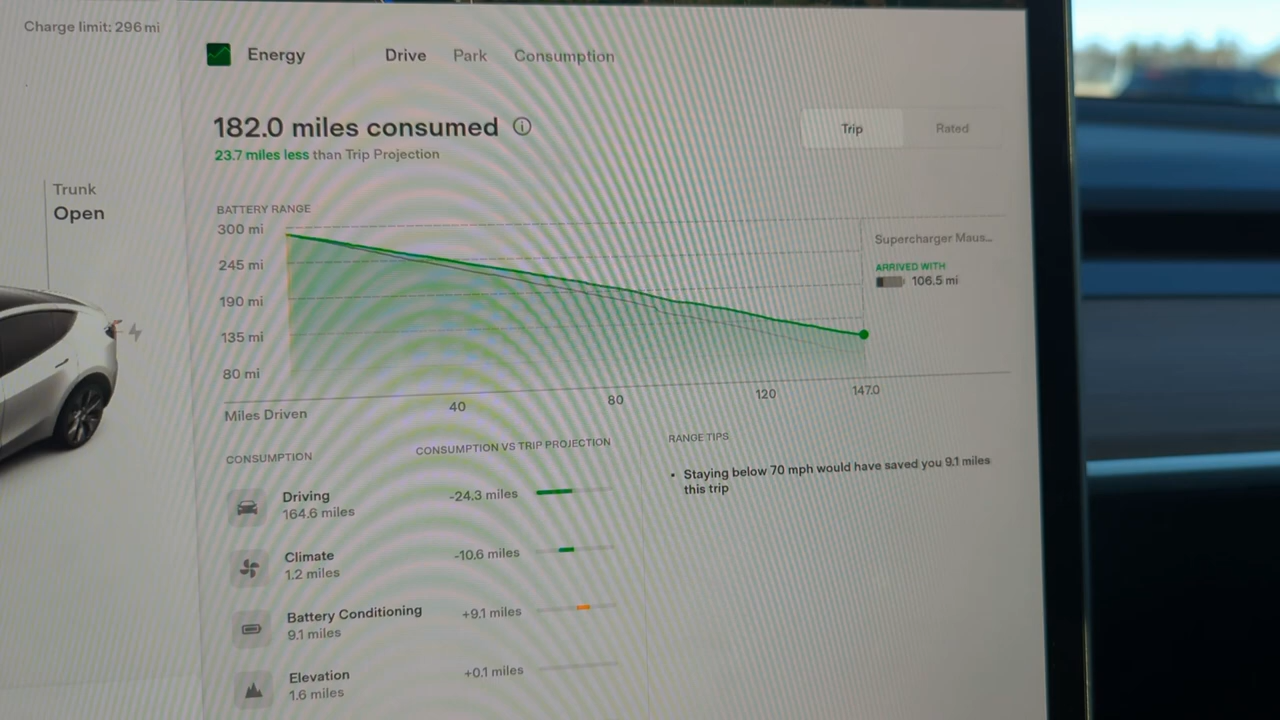 Charge limit: 296 mi
Energy
Drive Park Consumption
182.0 miles consumed
23.7 miles less than Trip Projection
Trip Rated
Trunk
Open
BATTERY RANGE
300 mi
245 mi
190 mi
135 mi
80 mi
Supercharger Maus...
ARRIVED WITH
106.5 mi
Miles Driven 40 80 120 147.0
CONSUMPTION
CONSUMPTION VS TRIP PROJECTION
Driving
164.6 miles
-24.3 miles
Climate
1.2 miles
-10.6 miles
Battery Conditioning
9.1 miles
+9.1 miles
Elevation
1.6 miles
+0.1 miles
RANGE TIPS
• Staying below 70 mph would have saved you 9.1 miles
this trip